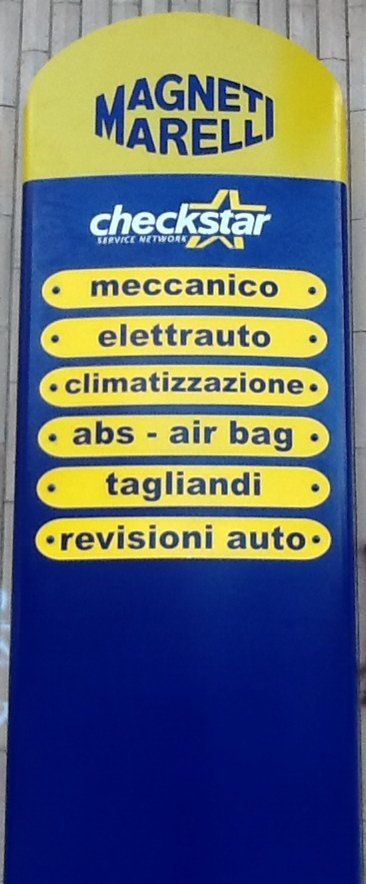 MAGNETI
MARELLI
checkstar
SERVICE NETWORK
meccanico
elettrauto
climatizzazione
abs - air bag
tagliandi
revisioni auto